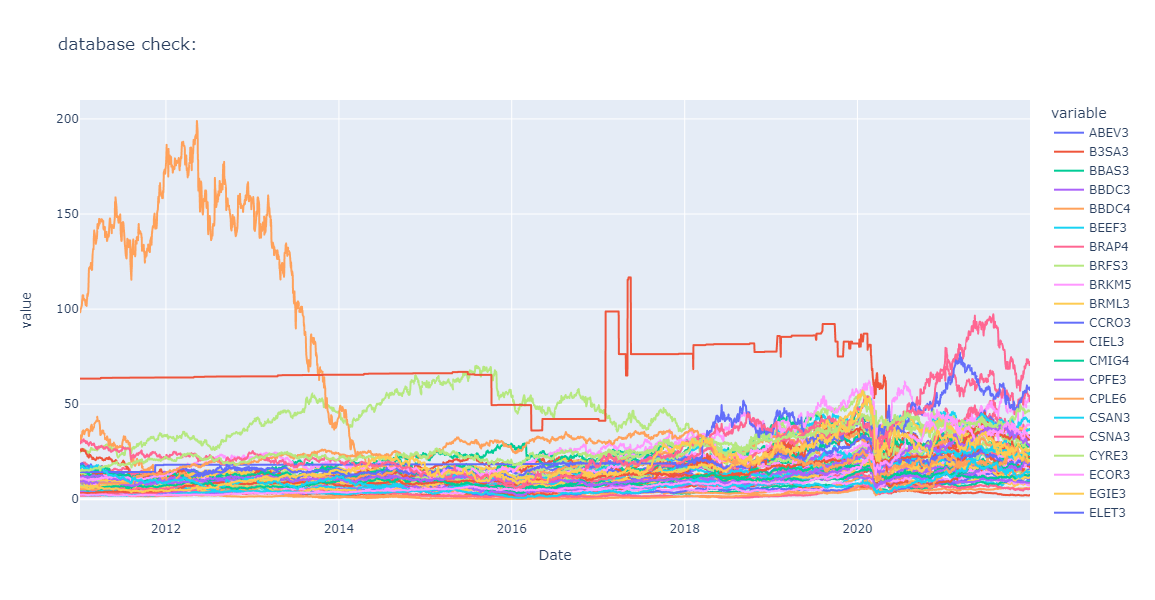 database check:
value
200
150
100
50
0
2012
2014
2016
2018
2020
Date
variable
ABEV3
B3SA3
BBAS3
BBDC3
BBDC4
BEEF3
BRAP4
BRFS3
BRKM5
BRML3
CCRO3
CIEL3
CMIG4
CPFE3
CPLE6
CSAN3
CSNA3
CYRE3
ECOR3
EGIE3
ELET3